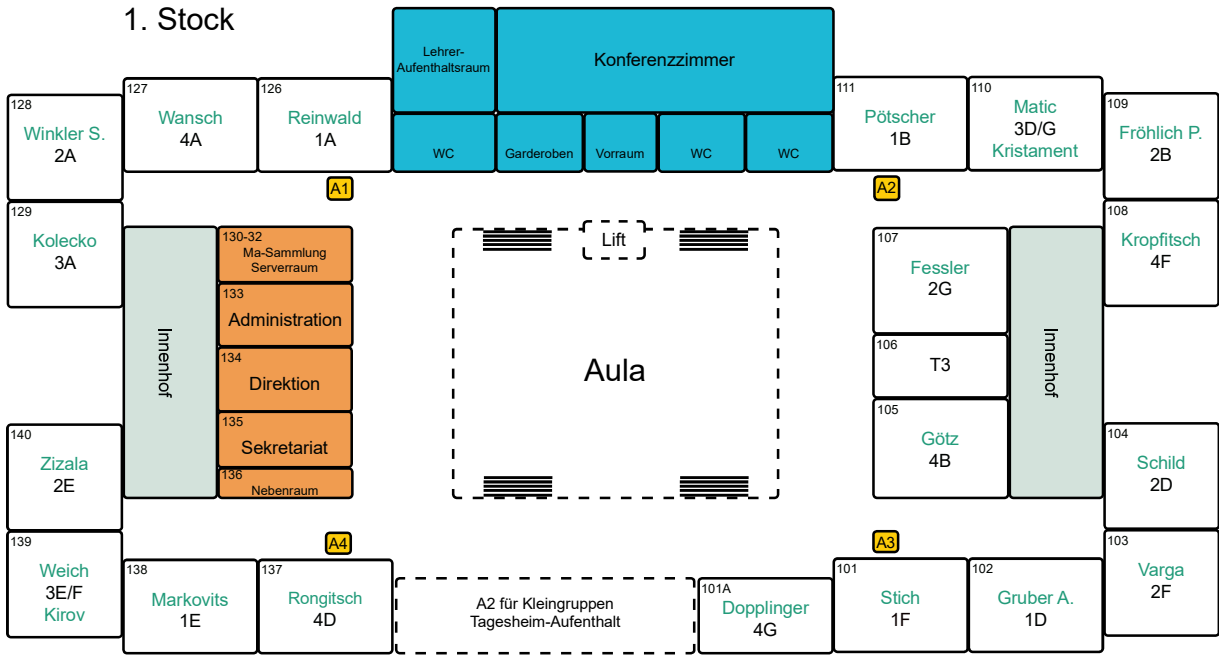 1. Stock
Lehrer-
Aufenthaltsraum
Konferenzzimmer
WC
Garderoben
Vorraum
WC
WC
128
Winkler S.
2A
127
Wansch
4A
126
Reinwald
1A
111
Pötscher
1B
110
Matic
3D/G
Kristament
109
Fröhlich P.
2B
A1
A2
129
Kolecko
3A
130-32
Ma-Sammlung
Serverraum
133
Administration
134
Direktion
135
Sekretariat
136
Nebenraum
Innenhof
Lift
Aula
107
Fessler
2G
106
T3
105
Götz
4B
Innenhof
108
Kropfitsch
4F
140
Zizala
2E
104
Schild
2D
A4
A3
139
Weich
3E/F
Kirov
138
Markovits
1E
137
Rongitsch
4D
A2 für Kleingruppen
Tagesheim-Aufenthalt
101A
Dopplinger
4G
101
Stich
1F
102
Gruber A.
1D
103
Varga
2F